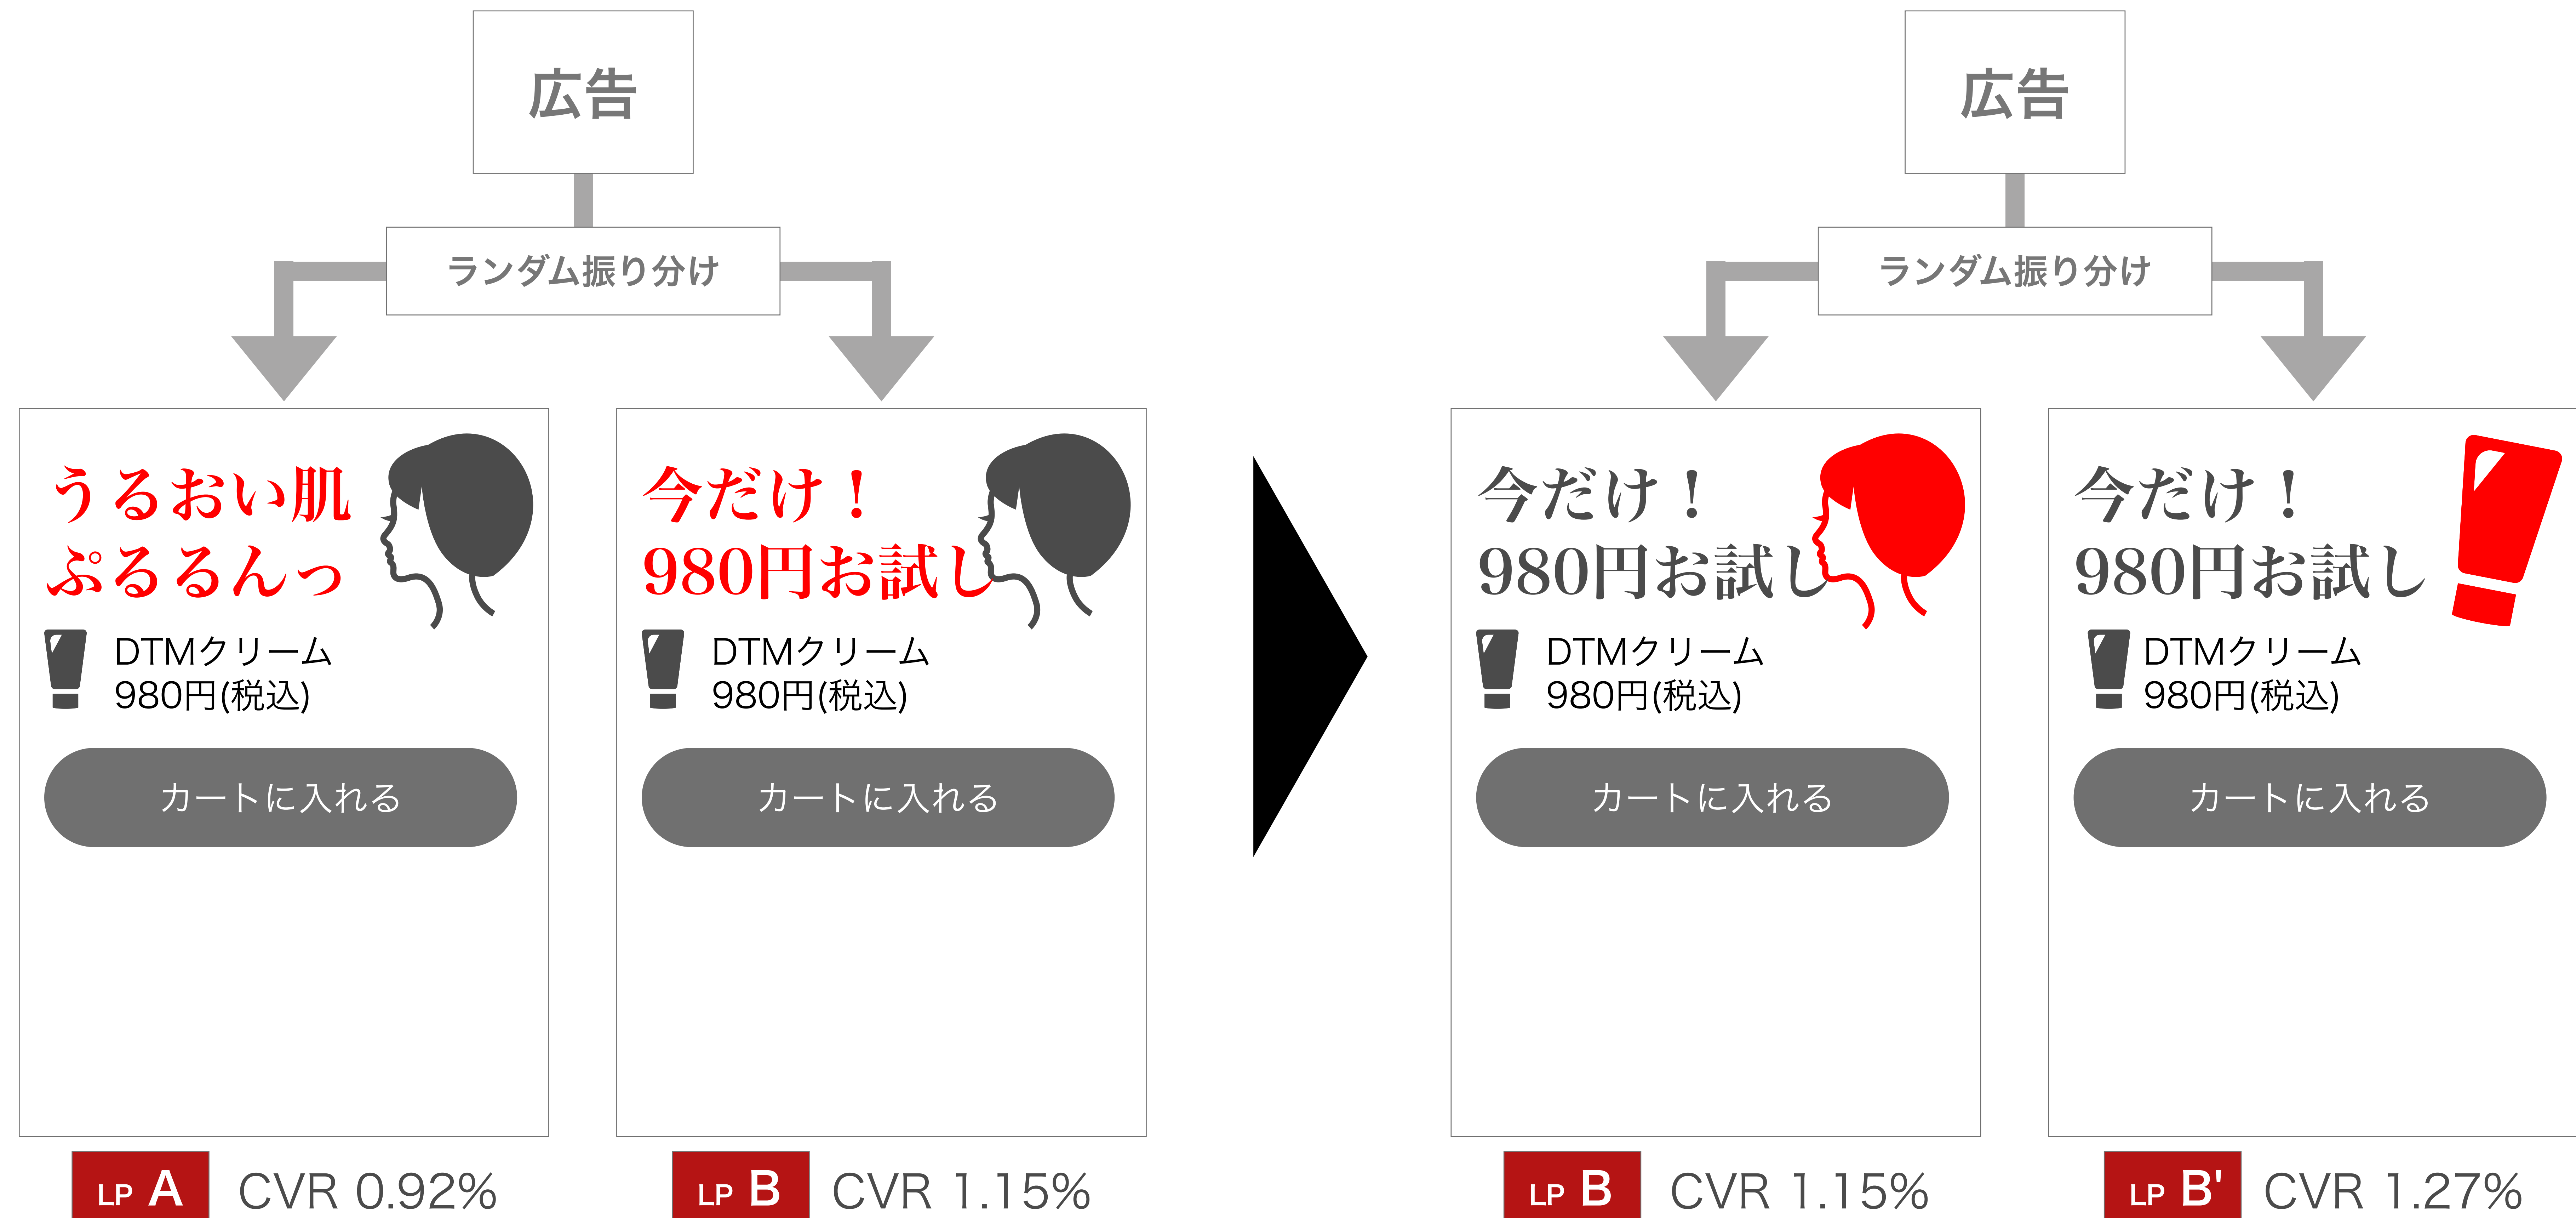 広告
ランダム振り分け
うるおい肌
ぷるるんっ
DTMクリーム
980円(税込)
カートに入れる
LP A
CVR 0.92%
今だけ！
980円お試し
DTMクリーム
980円(税込)
カートに入れる
LP B
CVR 1.15%
広告
ランダム振り分け
今だけ！
980円お試し
DTMクリーム
980円(税込)
カートに入れる
LP B
CVR 1.15%
今だけ！
980円お試し
DTMクリーム
980円(税込)
カートに入れる
LP B'
CVR 1.27%